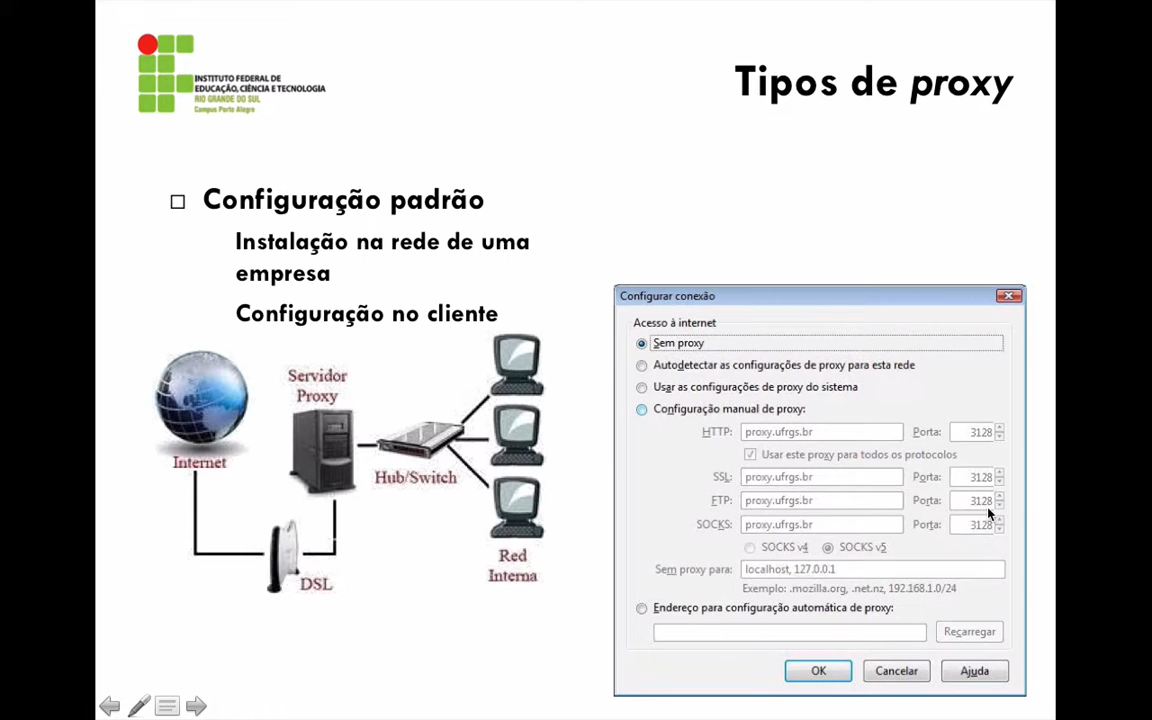 INSTITUTO FEDERAL DE
EDUCAÇÃO, CIÊNCIA E TECNOLOGIA
RIO GRANDE DO SUL
Campus Porto Alegre
Tipos de proxy
Configuração padrão
Instalação na rede de uma
empresa
Configuração no cliente
Internet
Servidor
Proxy
Hub/Switch
DSL
Red
Interna
Configurar conexão
Acesso à internet
Sem proxy
Autodetectar as configurações de proxy para esta rede
Usar as configurações de proxy do sistema
Configuração manual de proxy:
HTTP: proxy.ufrgs.br Porta: 3128
Usar este proxy para todos os protocolos
SSL: proxy.ufrgs.br Porta: 3128
FTP: proxy.ufrgs.br Porta: 3128
SOCKS: proxy.ufrgs.br Porta: 3128
SOCKS v4 SOCKS v5
Sem proxy para: localhost, 127.0.0.1
Exemplo: .mozilla.org, .net.nz, 192.168.1.0/24
Endereço para configuração automática de proxy:
Recarregar
OK Cancelar Ajuda